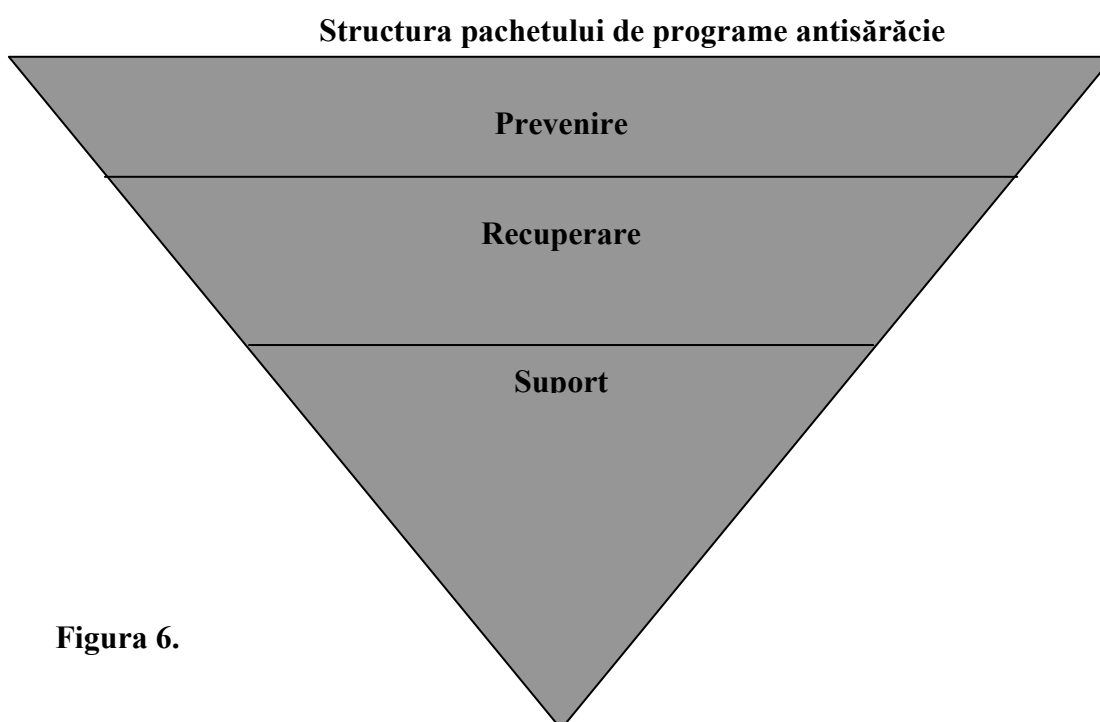 Structura pachetului de programe antisărăcie
Prevenire
Recuperare
Suport
Figura 6.